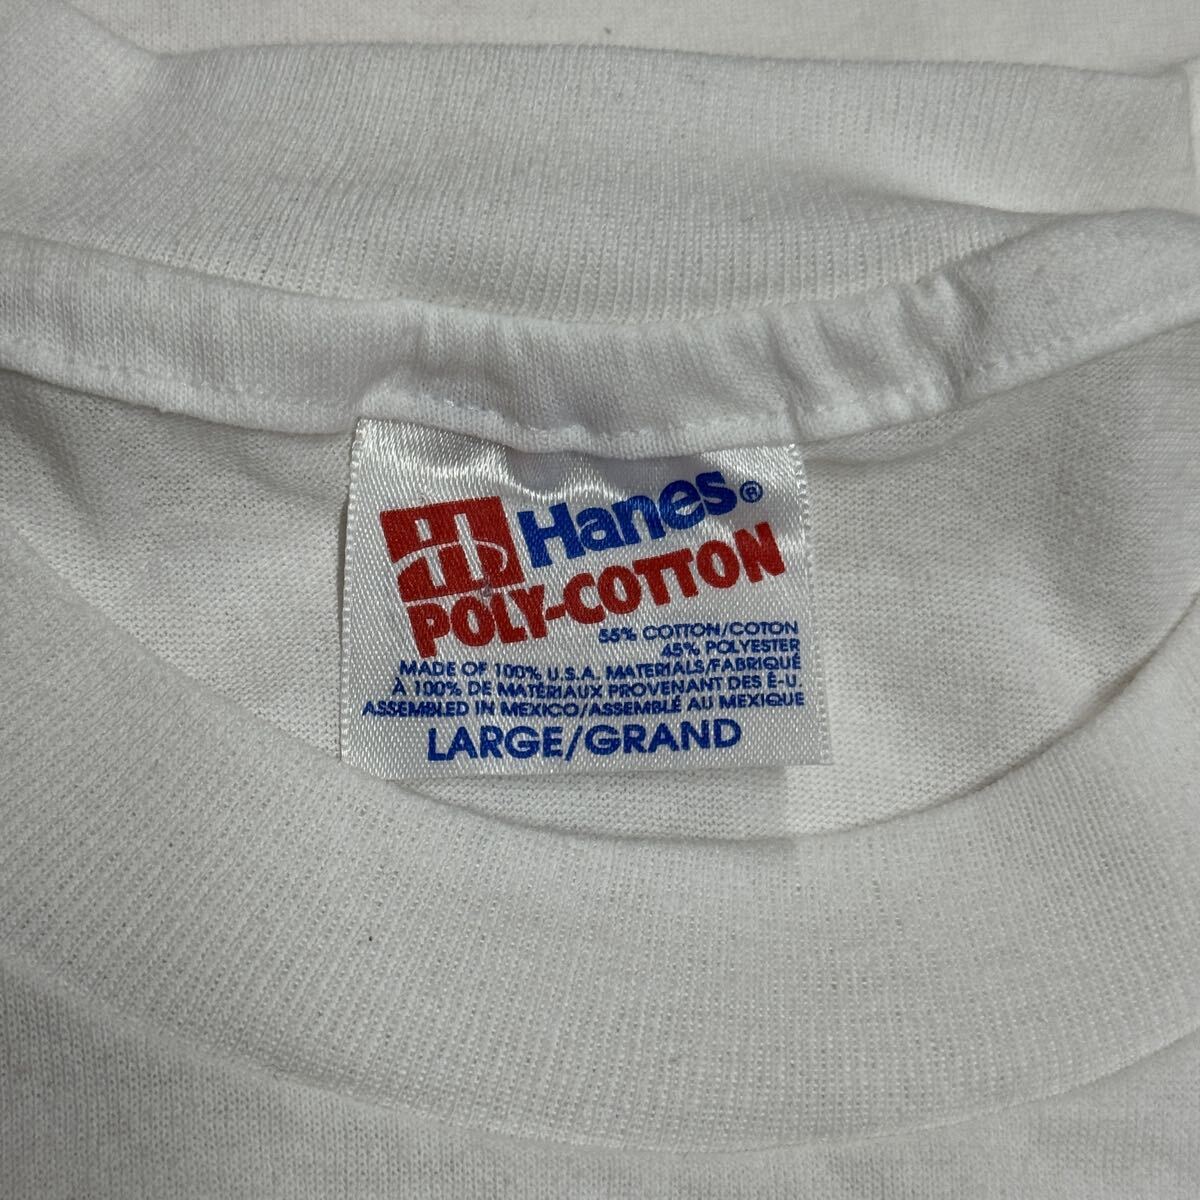 Hanes®
POLY-COTTON
55% COTTON/COTON
45% POLYESTER
MADE OF 100% U.S.A. MATERIALS/FABRIQUÉ
À 100% DE MATÉRIAUX PROVENANT DES É-U.
ASSEMBLED IN MEXICO/ASSEMBLÉ AU MEXIQUE
LARGE/GRAND